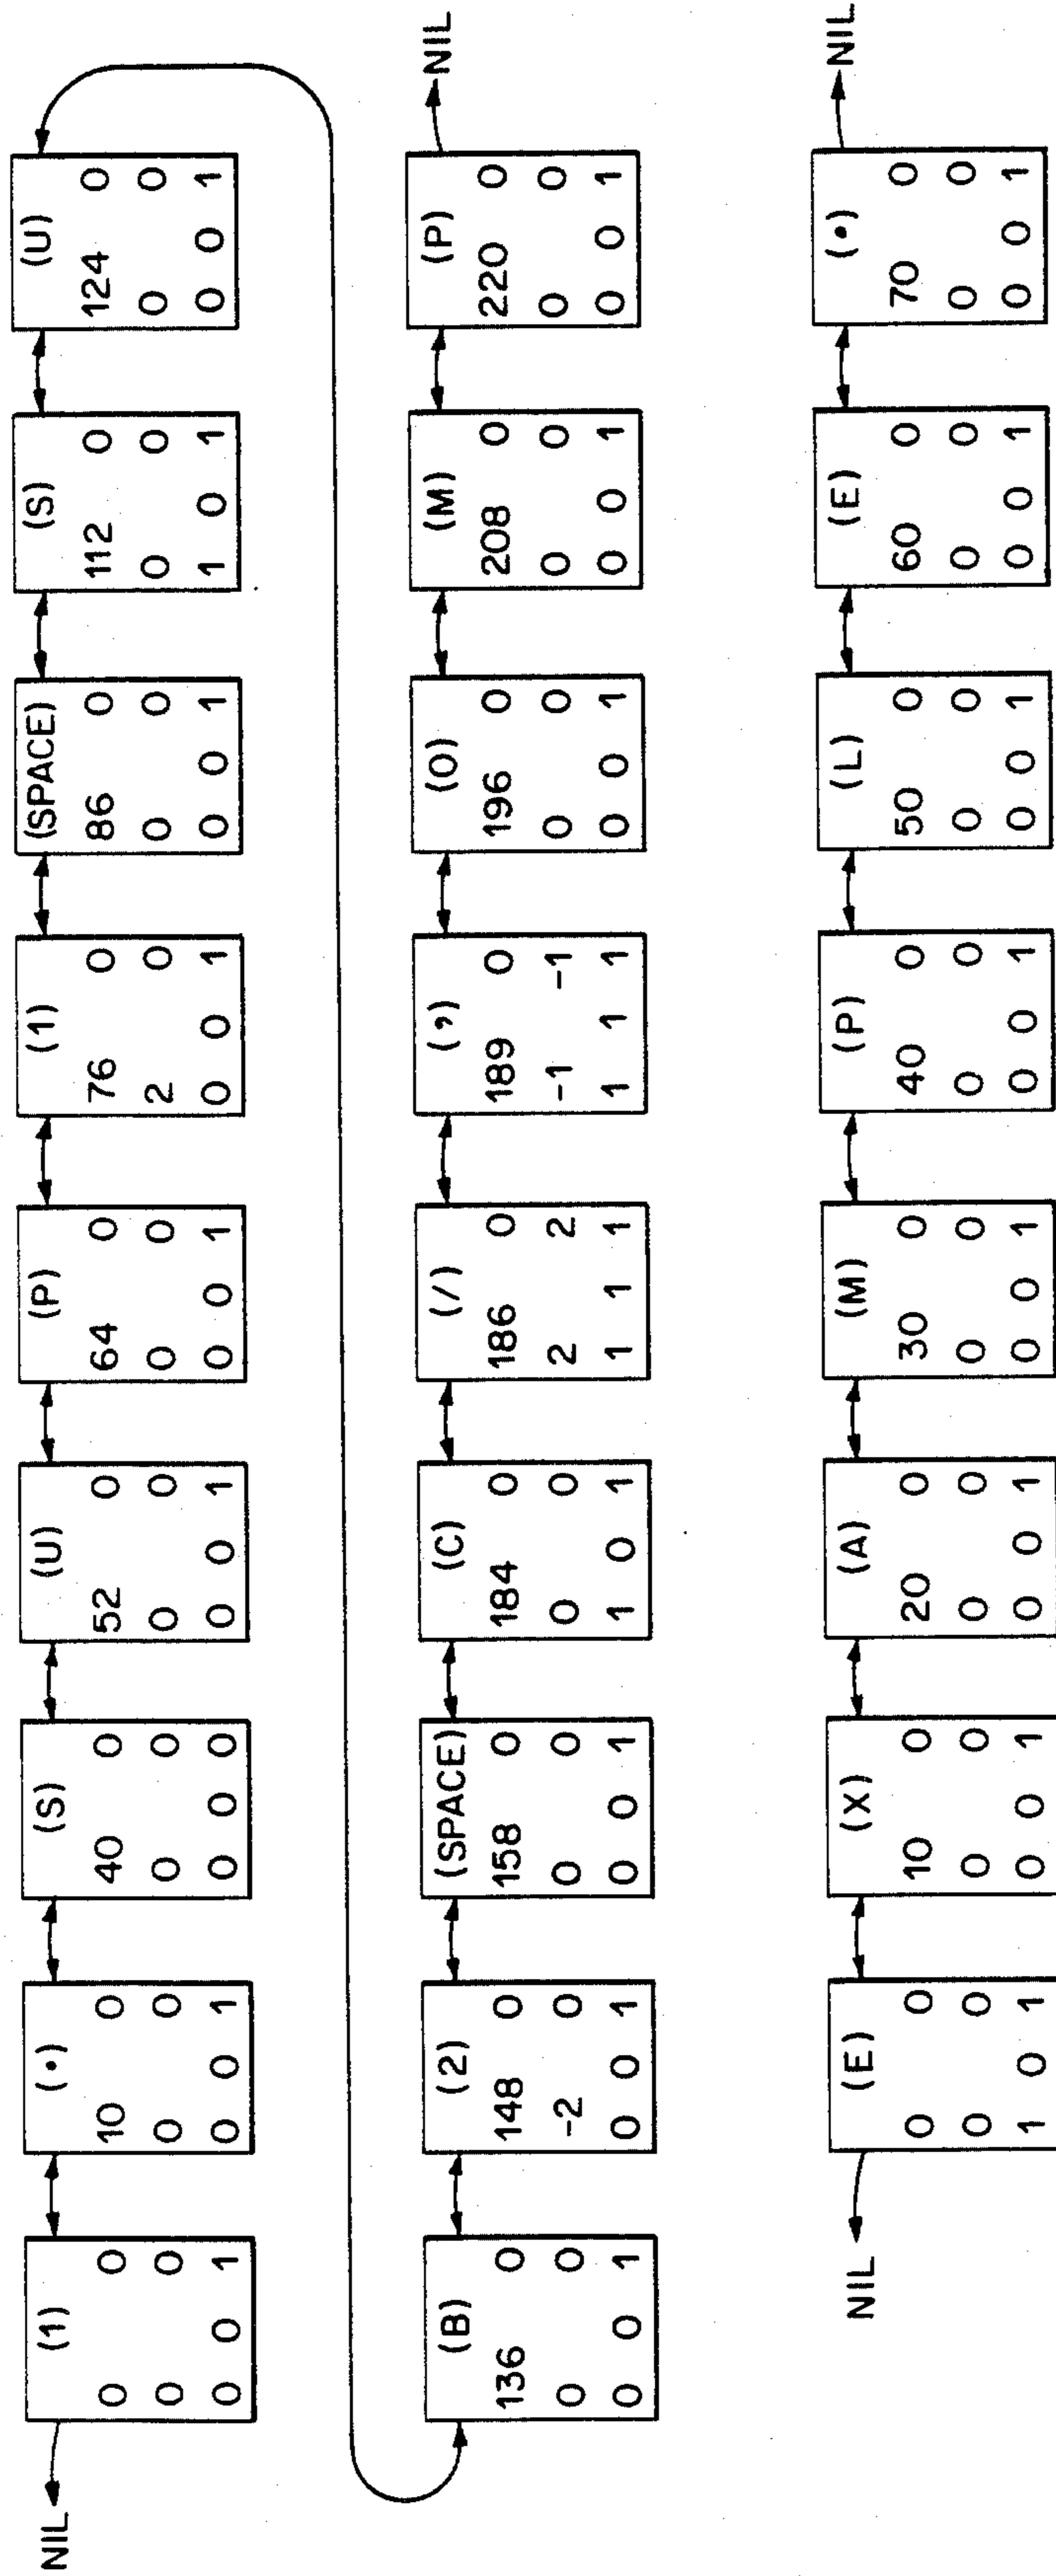 (1) (•) (S) (U) (P) (1) (SPACE) (S) (U)
NIL 0 0 10 0 40 0 52 0 64 0 76 0 86 0 112 0 124 0
0 0 0 0 0 0 0 0 0 0 2 0 0 0 0 0 0 0
0 0 1 0 0 1 0 0 0 0 0 1 0 0 1 0 0 1 0 0 1 1 0 1 0 0 1
(B) (2) (SPACE) (C) (/) (,) (O) (M) (P) NIL
136 0 148 0 158 0 184 0 186 0 189 0 196 0 208 0 220 0
0 0 -2 0 0 0 0 0 2 2 -1 -1 0 0 0 0 0 0
0 0 1 0 0 1 0 0 1 1 0 1 1 1 1 1 1 1 0 0 1 0 0 1 0 0 1
(E) (X) (A) (M) (P) (L) (E) (•) NIL
NIL 0 0 10 0 20 0 30 0 40 0 50 0 60 0 70 0
0 0 0 0 0 0 0 0 0 0 0 0 0 0 0 0
1 0 1 0 0 1 0 0 1 0 0 1 0 0 1 0 0 1 0 0 1 0 0 1